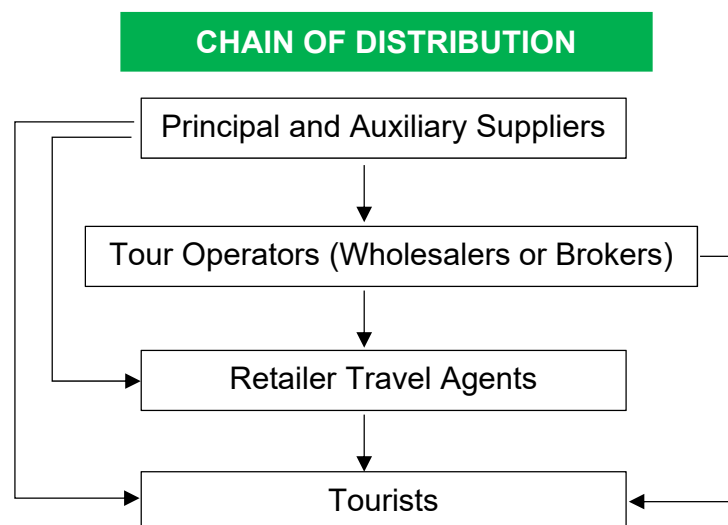 CHAIN OF DISTRIBUTION
Principal and Auxiliary Suppliers
Tour Operators (Wholesalers or Brokers)
Retailer Travel Agents
Tourists